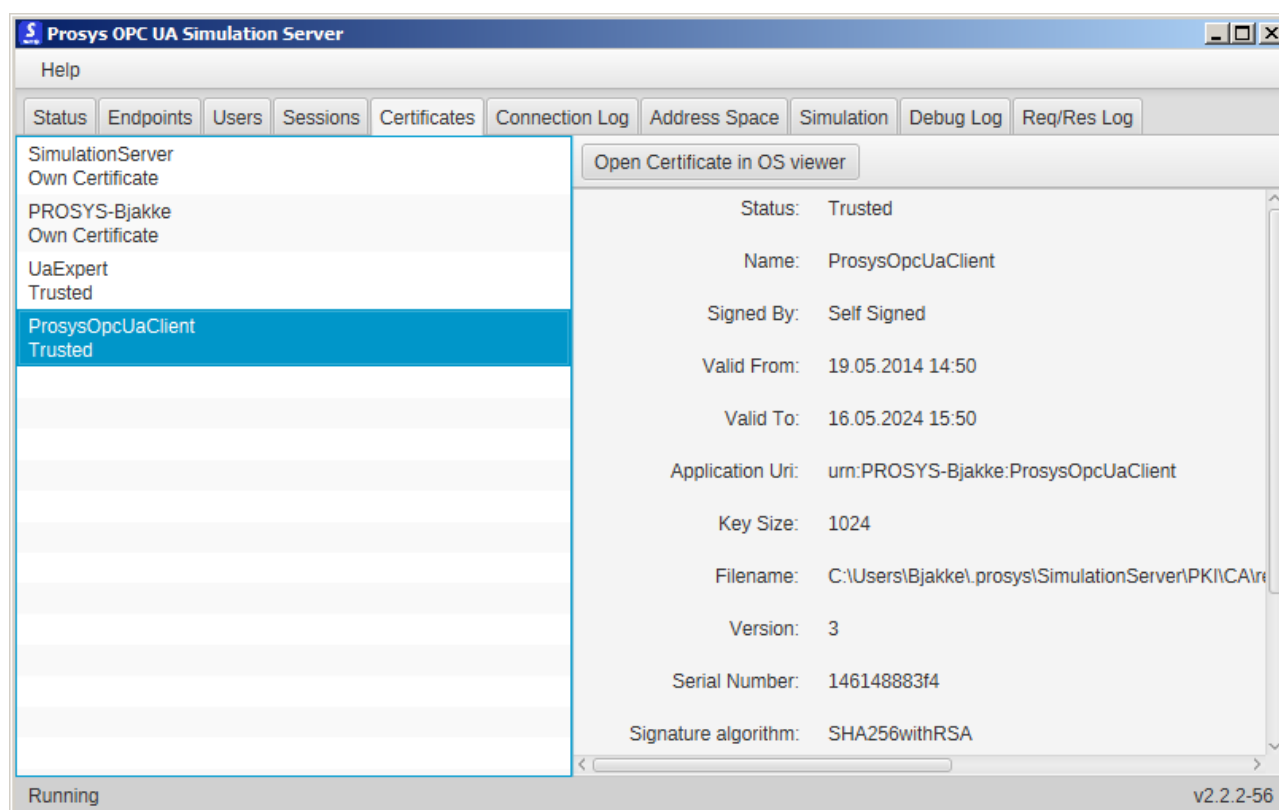 Prosys OPC UA Simulation Server
Help
Status Endpoints Users Sessions Certificates Connection Log Address Space Simulation Debug Log Req/Res Log
SimulationServer
Own Certificate
PROSYS-Bjakke
Own Certificate
UaExpert
Trusted
ProsysOpcUaClient
Trusted
Open Certificate in OS viewer
Status: Trusted
Name: ProsysOpcUaClient
Signed By: Self Signed
Valid From: 19.05.2014 14:50
Valid To: 16.05.2024 15:50
Application Uri: urn:PROSYS-Bjakke:ProsysOpcUaClient
Key Size: 1024
Filename: C:\Users\Bjakke\.prosys\SimulationServer\PKI\CA\re
Version: 3
Serial Number: 146148883f4
Signature algorithm: SHA256withRSA
Running
v2.2.2-56